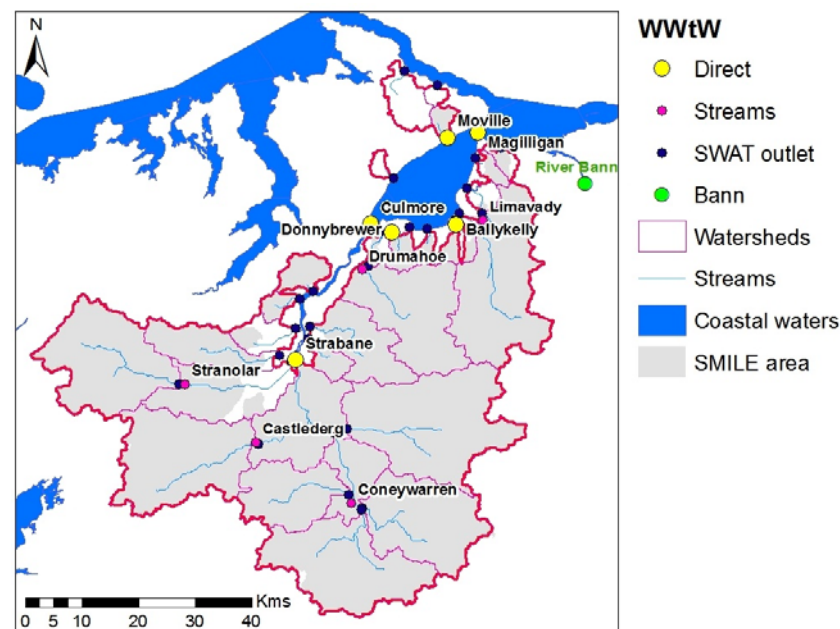 N
Moville
Magilligan
River Bann
Culmore
Limavady
Donnybrewer
Ballykelly
Drumahoe
Strabane
Stranolar
Castlederg
Coneywarren
Kms
0 2 5 10 20 30 40
WWtW
Direct
Streams
SWAT outlet
Bann
Watersheds
Streams
Coastal waters
SMILE area